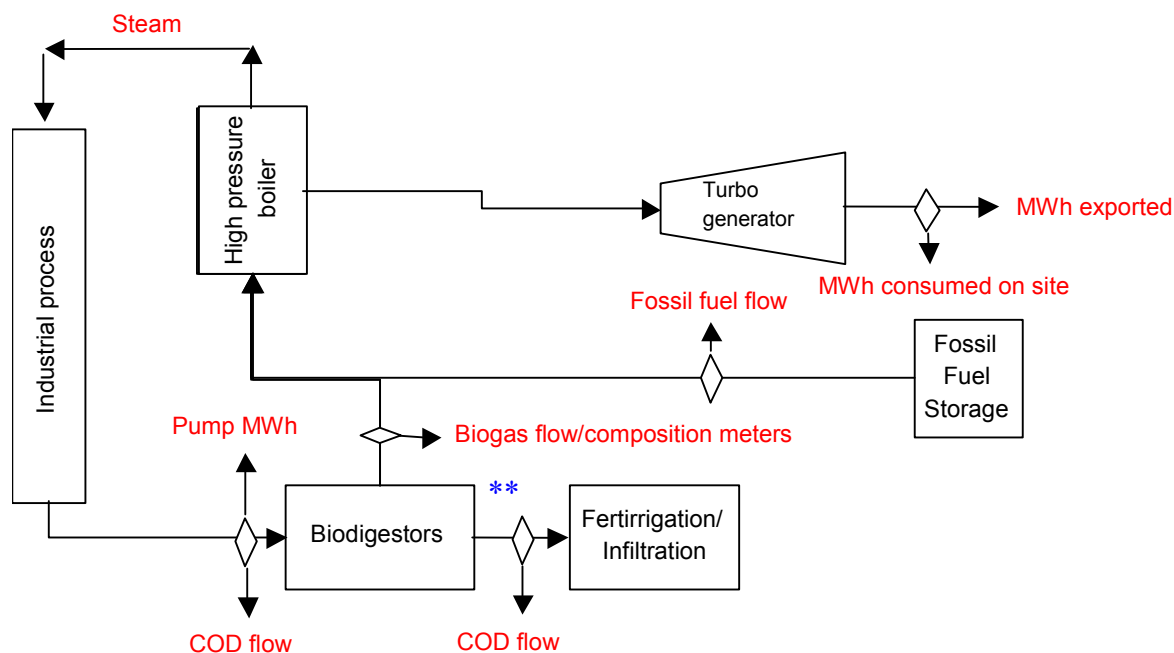 Steam
High pressure
boiler
Industrial process
Turbo
generator
MWh exported
MWh consumed on site
Fossil fuel flow
Fossil
Fuel
Storage
Pump MWh
Biogas flow/composition meters
**
Biodigestors
Fertirrigation/
Infiltration
COD flow
COD flow